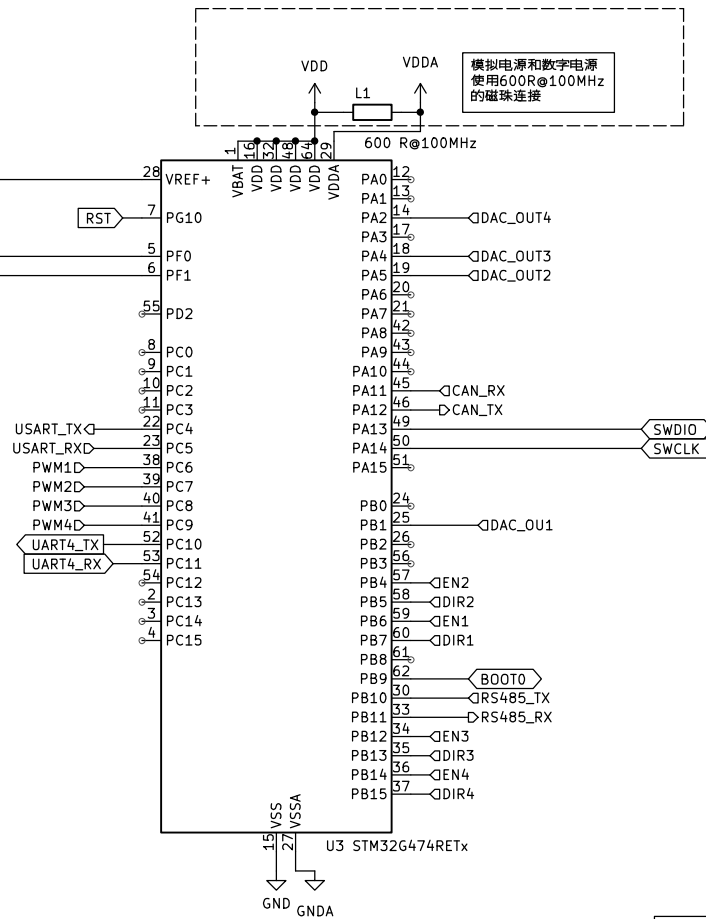 VDD
VDDA
模拟电源和数字电源
使用600R@100MHz
的磁珠连接
L1
600 R@100MHz
1 16 32 48 64 29
VBAT VDD VDD VDD VDD VDDA
28 VREF+
RST 7 PG10
5 PF0
6 PF1
55 PD2
8 PC0
9 PC1
10 PC2
11 PC3
USART_TX 22 PC4
USART_RX 23 PC5
PWM1 38 PC6
PWM2 39 PC7
PWM3 40 PC8
PWM4 41 PC9
UART4_TX 52 PC10
UART4_RX 53 PC11
54 PC12
2 PC13
3 PC14
4 PC15
PA0 12
PA1 13
PA2 14 DAC_OUT4
PA3 17
PA4 18 DAC_OUT3
PA5 19 DAC_OUT2
PA6 20
PA7 21
PA8 42
PA9 43
PA10 44
PA11 45 CAN_RX
PA12 46 CAN_TX
PA13 49 SWDIO
PA14 50 SWCLK
PA15 51
PB0 24
PB1 25 DAC_OU1
PB2 26
PB3 56
PB4 57 EN2
PB5 58 DIR2
PB6 59 EN1
PB7 60 DIR1
PB8 61
PB9 62 BOOT0
PB10 30 RS485_TX
PB11 33 RS485_RX
PB12 34 EN3
PB13 35 DIR3
PB14 36 EN4
PB15 37 DIR4
VSS VSSA
15 27
U3 STM32G474RETx
GND
GNDA